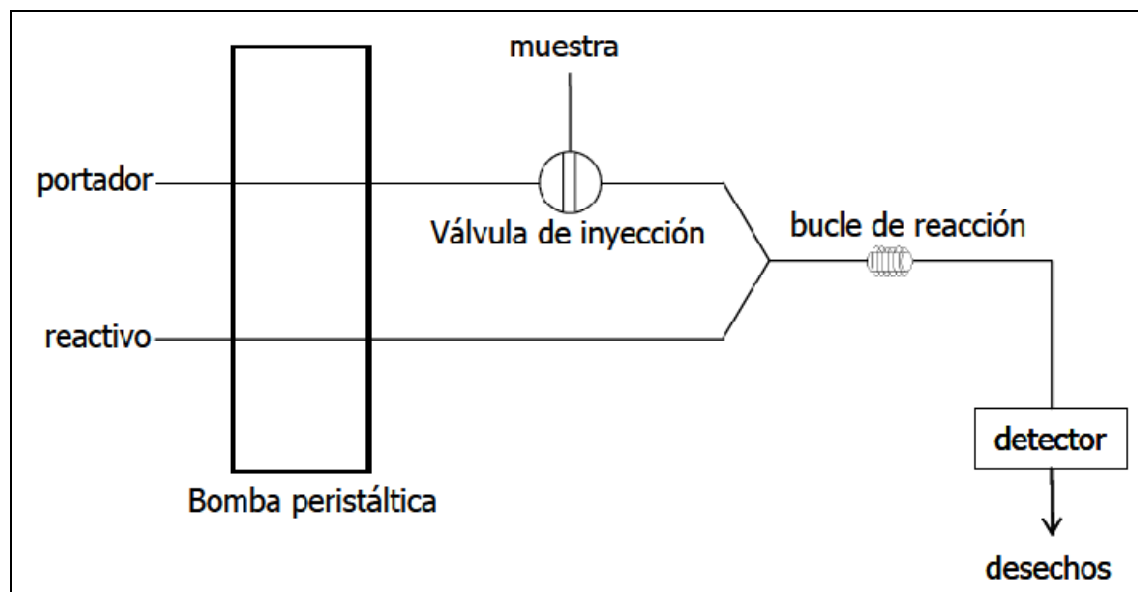 muestra
portador
Válvula de inyección
bucle de reacción
reactivo
detector
Bomba peristáltica
desechos